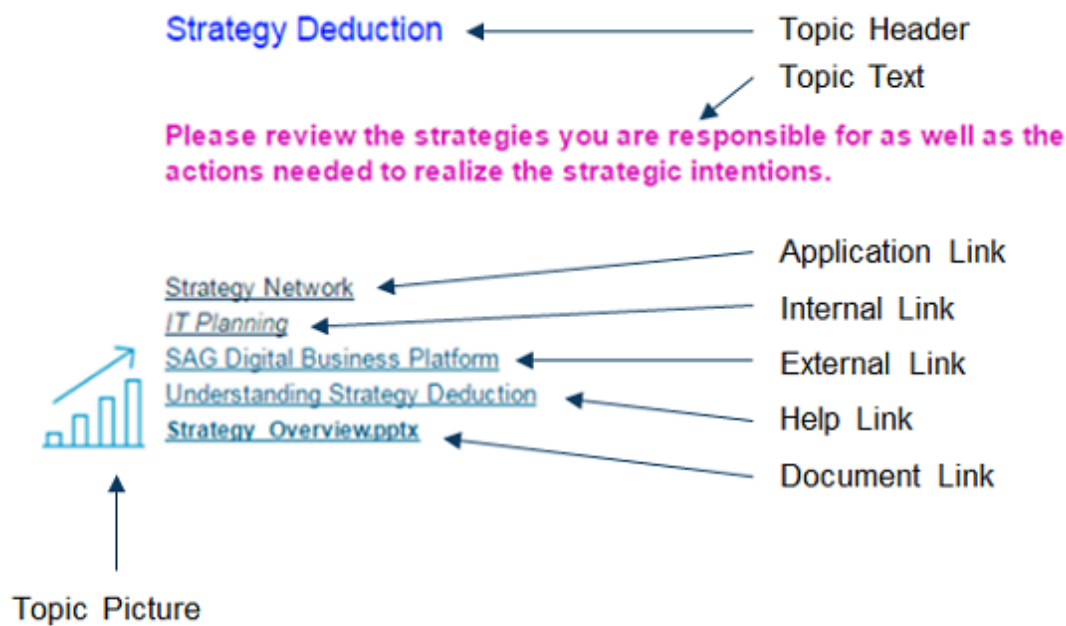 Strategy Deduction
Topic Header
Topic Text
Please review the strategies you are responsible for as well as the
actions needed to realize the strategic intentions.
Application Link
Strategy Network
Internal Link
IT Planning
SAG Digital Business Platform
External Link
Understanding Strategy Deduction
Help Link
Strategy_Overview.pptx
Document Link
Topic Picture